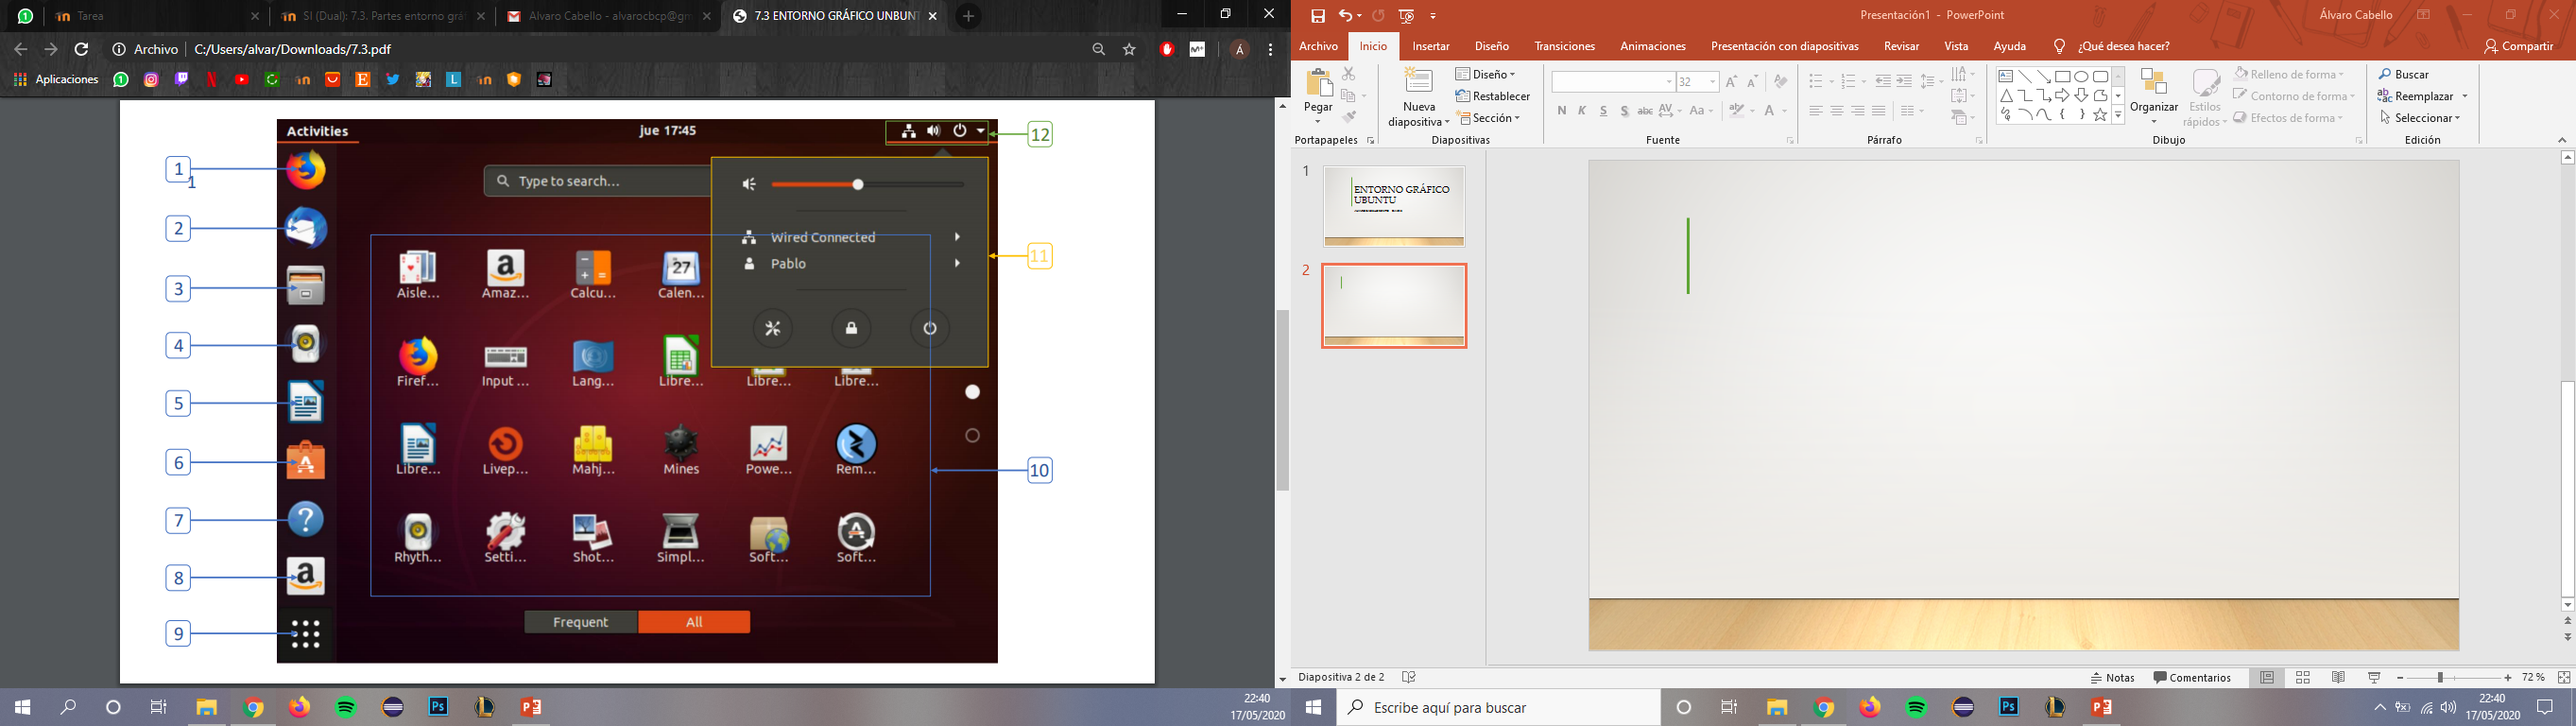 Tarea
SI (Dual): 7.3. Partes entorno grá
Alvaro Cabello - alvarocbcp@gm
7.3 ENTORNO GRÁFICO UNBUNT
Archivo
C:/Users/alvar/Downloads/7.3.pdf
Aplicaciones
Activities
jue 17:45
12
1
1
Type to search...
2
Wired Connected
11
Pablo
3
Aisle...
Amaz...
Calcu...
Calen...
4
Firef...
Input ...
Lang...
Libre...
Libre...
Libre...
5
6
Libre...
Livep...
Mahj...
Mines
Powe...
Rem...
10
7
Rhyth...
Setti...
Shot...
Simpl...
Soft...
Soft...
8
9
Frequent
All
22:40
17/05/2020
Presentación1 - PowerPoint
Álvaro Cabello
Archivo
Inicio
Insertar
Diseño
Transiciones
Animaciones
Presentación con diapositivas
Revisar
Vista
Ayuda
¿Qué desea hacer?
Compartir
Pegar
Portapapeles
Nueva
diapositiva
Diseño
Restablecer
Sección
Diapositivas
32
N K S S abc AV Aa
Fuente
Párrafo
Organizar
Estilos
rápidos
Relleno de forma
Contorno de forma
Efectos de forma
Dibujo
Buscar
Reemplazar
Seleccionar
Edición
1
ENTORNO GRÁFICO
UBUNTU
2
Diapositiva 2 de 2
Notas
Comentarios
72 %
Escribe aquí para buscar
22:40
17/05/2020